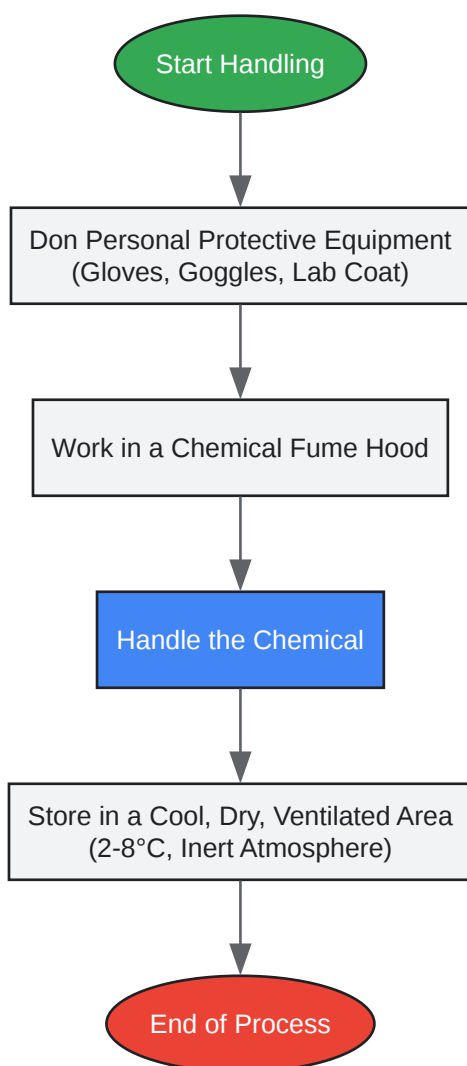 Start Handling
Don Personal Protective Equipment
(Gloves, Goggles, Lab Coat)
Work in a Chemical Fume Hood
Handle the Chemical
Store in a Cool, Dry, Ventilated Area
(2-8°C, Inert Atmosphere)
End of Process